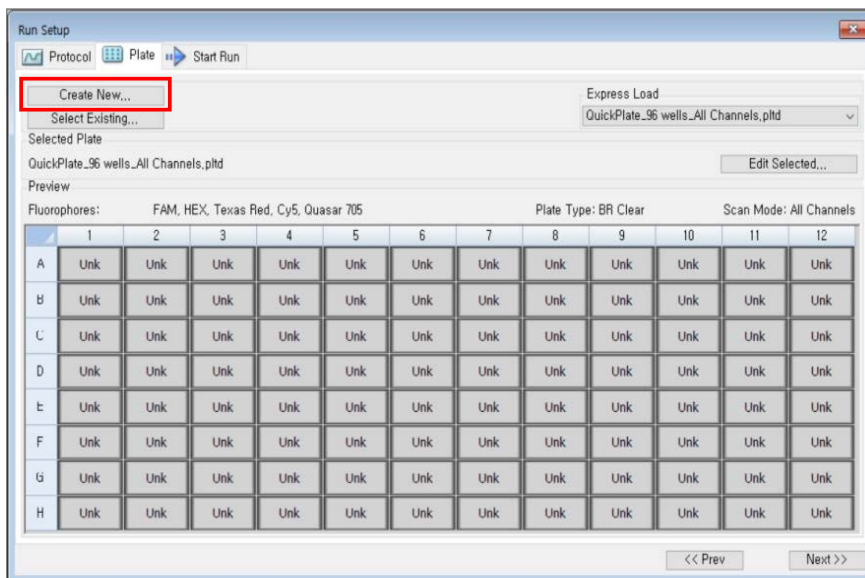 Run Setup
Protocol Plate Start Run
Create New...
Select Existing...
Express Load
QuickPlate_96 wells_All Channels.pltd
Selected Plate
QuickPlate_96 wells_All Channels.pltd
Edit Selected...
Preview
Fluorophores: FAM, HEX, Texas Red, Cy5, Quasar 705 Plate Type: BR Clear Scan Mode: All Channels
1 2 3 4 5 6 7 8 9 10 11 12
A Unk Unk Unk Unk Unk Unk Unk Unk Unk Unk Unk Unk
B Unk Unk Unk Unk Unk Unk Unk Unk Unk Unk Unk Unk
C Unk Unk Unk Unk Unk Unk Unk Unk Unk Unk Unk Unk
D Unk Unk Unk Unk Unk Unk Unk Unk Unk Unk Unk Unk
E Unk Unk Unk Unk Unk Unk Unk Unk Unk Unk Unk Unk
F Unk Unk Unk Unk Unk Unk Unk Unk Unk Unk Unk Unk
G Unk Unk Unk Unk Unk Unk Unk Unk Unk Unk Unk Unk
H Unk Unk Unk Unk Unk Unk Unk Unk Unk Unk Unk Unk
<< Prev Next >>